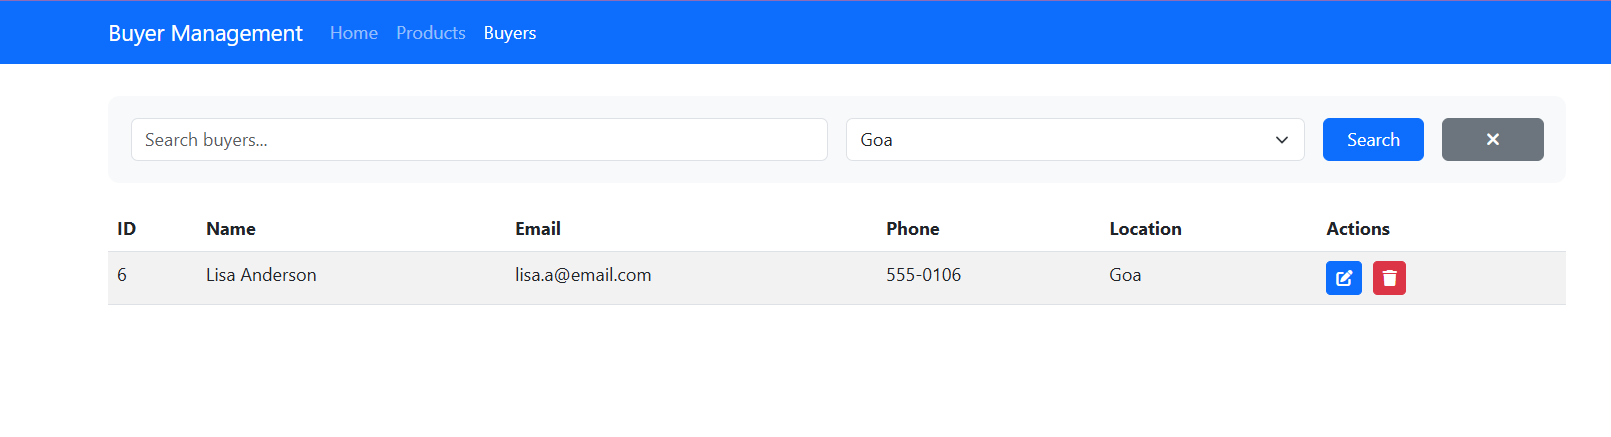 Buyer Management Home Products Buyers
Search buyers... Goa Search
ID Name Email Phone Location Actions
6 Lisa Anderson lisa.a@email.com 555-0106 Goa